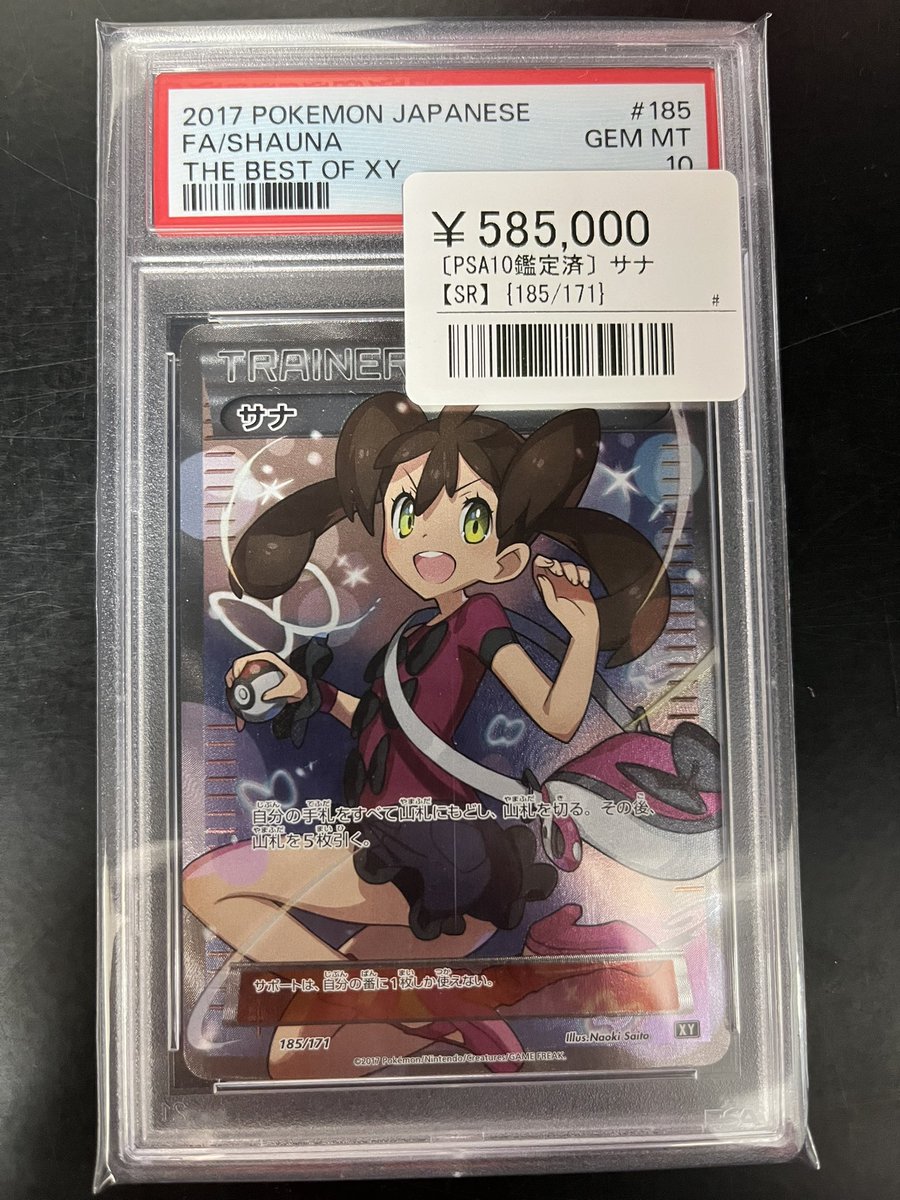 2017 POKEMON JAPANESE #185
FA/SHAUNA GEM MT
THE BEST OF XY 10
¥585,000
〔PSA10鑑定済〕サナ
【SR】{185/171}
#
TRAINER
サナ
自分の手札をすべて山札にもどし、山札を切る。その後、
山札を5枚引く。
サポートは、自分の番に1枚しか使えない。
185/171
Illus.Naoki Saito
XY
©2017 Pokémon/Nintendo/Creatures/GAME FREAK.
PSA